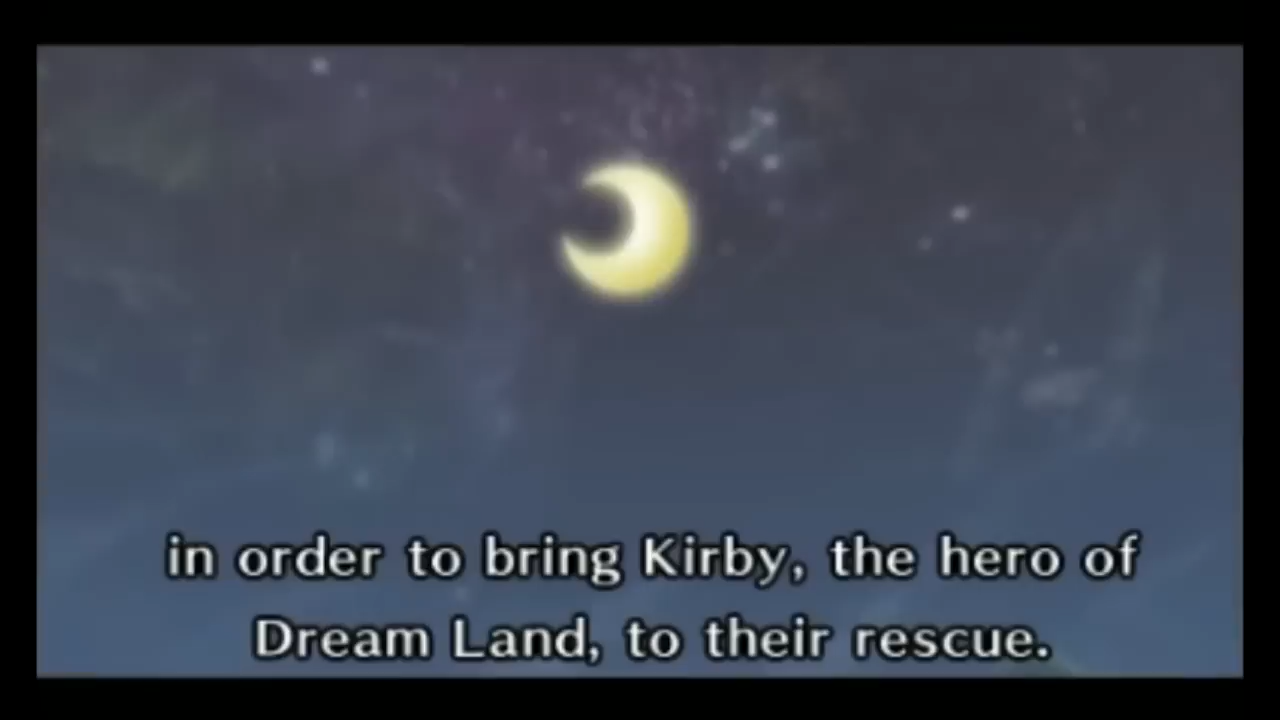 in order to bring Kirby, the hero of
Dream Land, to their rescue.